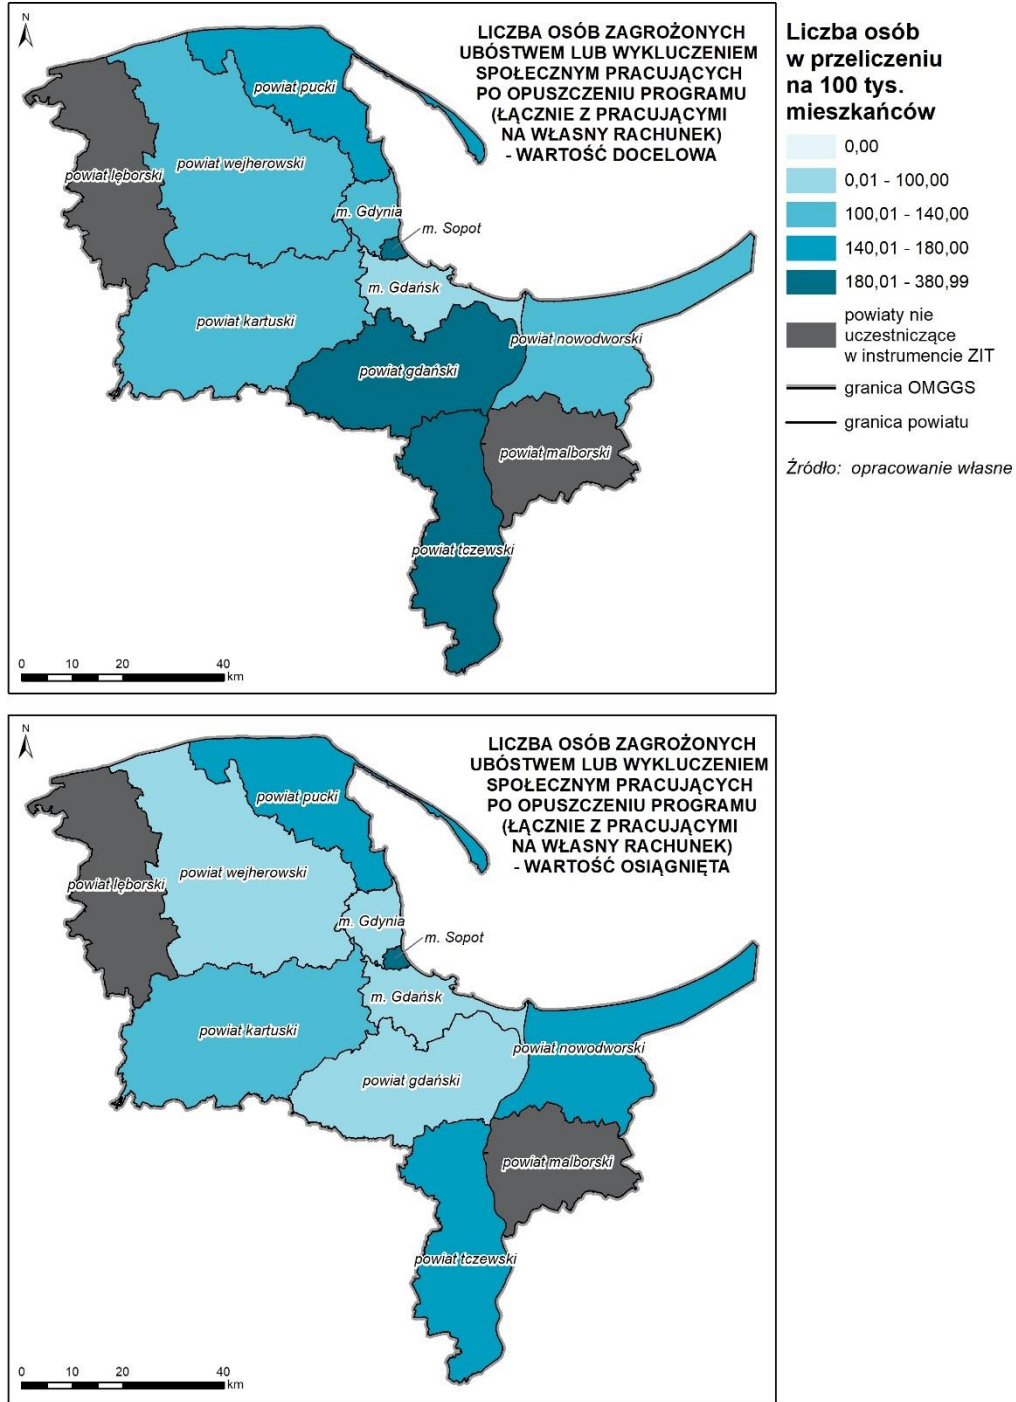 N
LICZBA OSÓB ZAGROŻONYCH
UBÓSTWEM LUB WYKLUCZENIEM
SPOŁECZNYM PRACUJĄCYCH
PO OPUSZCZENIU PROGRAMU
(ŁĄCZNIE Z PRACUJĄCYMI
NA WŁASNY RACHUNEK)
- WARTOŚĆ DOCELOWA
powiat pucki
powiat wejherowski
powiat lęborski
m. Gdynia
m. Sopot
m. Gdańsk
powiat kartuski
powiat nowodworski
powiat gdański
powiat malborski
powiat tczewski
0 10 20 40
km
Liczba osób
w przeliczeniu
na 100 tys.
mieszkańców
0,00
0,01 - 100,00
100,01 - 140,00
140,01 - 180,00
180,01 - 380,99
powiaty nie
uczestniczące
w instrumencie ZIT
granica OMGGS
granica powiatu
Źródło: opracowanie własne
N
LICZBA OSÓB ZAGROŻONYCH
UBÓSTWEM LUB WYKLUCZENIEM
SPOŁECZNYM PRACUJĄCYCH
PO OPUSZCZENIU PROGRAMU
(ŁĄCZNIE Z PRACUJĄCYMI
NA WŁASNY RACHUNEK)
- WARTOŚĆ OSIĄGNIĘTA
powiat pucki
powiat wejherowski
powiat lęborski
m. Gdynia
m. Sopot
m. Gdańsk
powiat kartuski
powiat nowodworski
powiat gdański
powiat malborski
powiat tczewski
0 10 20 40
km